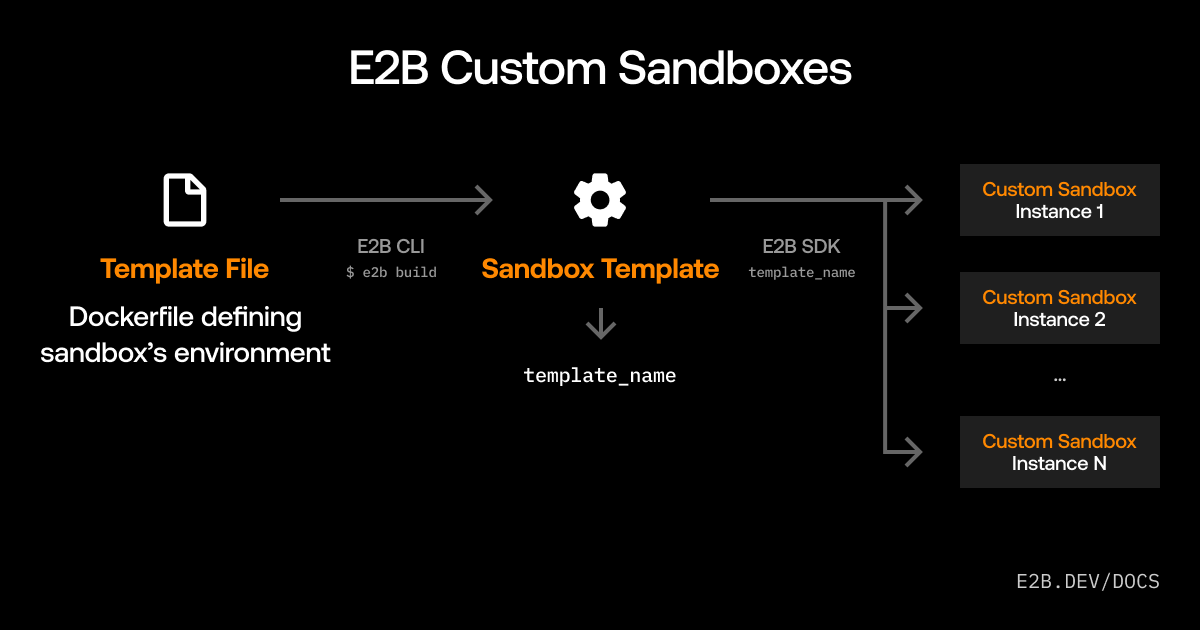 E2B Custom Sandboxes
Template File
Dockerfile defining
sandbox’s environment
E2B CLI
$ e2b build
Sandbox Template
template_name
E2B SDK
template_name
Custom Sandbox
Instance 1
Custom Sandbox
Instance 2
...
Custom Sandbox
Instance N
E2B.DEV/DOCS